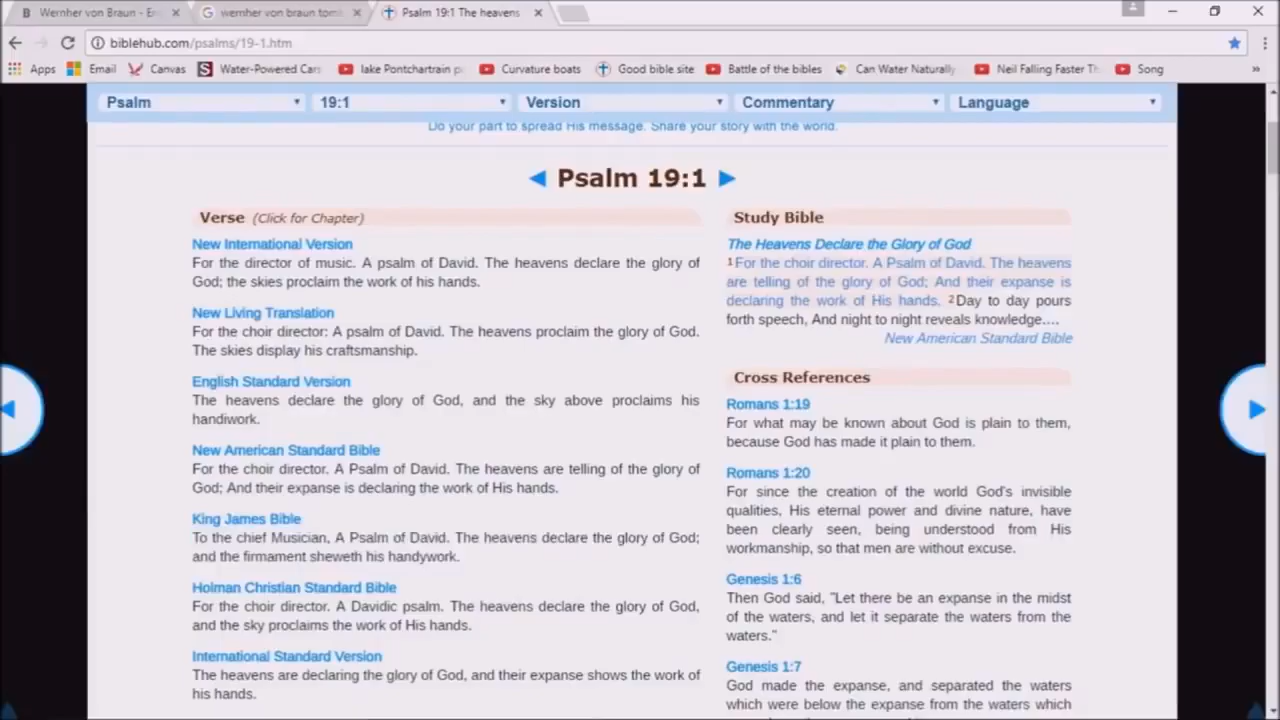 Wernher von Braun - En
wernher von braun tomb
Psalm 19:1 The heavens
biblehub.com/psalms/19-1.htm
Apps
Email
Canvas
Water-Powered Cars
lake Pontchartrain p
Curvature boats
Good bible site
Battle of the bibles
Can Water Naturally
Neil Falling Faster Th
Song
»
Psalm
19:1
Version
Commentary
Language
Do your part to spread His message. Share your story with the world.
Psalm 19:1
Verse (Click for Chapter)
New International Version
For the director of music. A psalm of David. The heavens declare the glory of
God; the skies proclaim the work of his hands.
New Living Translation
For the choir director: A psalm of David. The heavens proclaim the glory of God.
The skies display his craftsmanship.
English Standard Version
The heavens declare the glory of God, and the sky above proclaims his
handiwork.
New American Standard Bible
For the choir director. A Psalm of David. The heavens are telling of the glory of
God; And their expanse is declaring the work of His hands.
King James Bible
To the chief Musician, A Psalm of David. The heavens declare the glory of God;
and the firmament sheweth his handywork.
Holman Christian Standard Bible
For the choir director. A Davidic psalm. The heavens declare the glory of God,
and the sky proclaims the work of His hands.
International Standard Version
The heavens are declaring the glory of God, and their expanse shows the work of
his hands.
Study Bible
The Heavens Declare the Glory of God
1For the choir director. A Psalm of David. The heavens
are telling of the glory of God; And their expanse is
declaring the work of His hands. 2Day to day pours
forth speech, And night to night reveals knowledge....
New American Standard Bible
Cross References
Romans 1:19
For what may be known about God is plain to them,
because God has made it plain to them.
Romans 1:20
For since the creation of the world God's invisible
qualities, His eternal power and divine nature, have
been clearly seen, being understood from His
workmanship, so that men are without excuse.
Genesis 1:6
Then God said, "Let there be an expanse in the midst
of the waters, and let it separate the waters from the
waters."
Genesis 1:7
God made the expanse, and separated the waters
which were below the expanse from the waters which